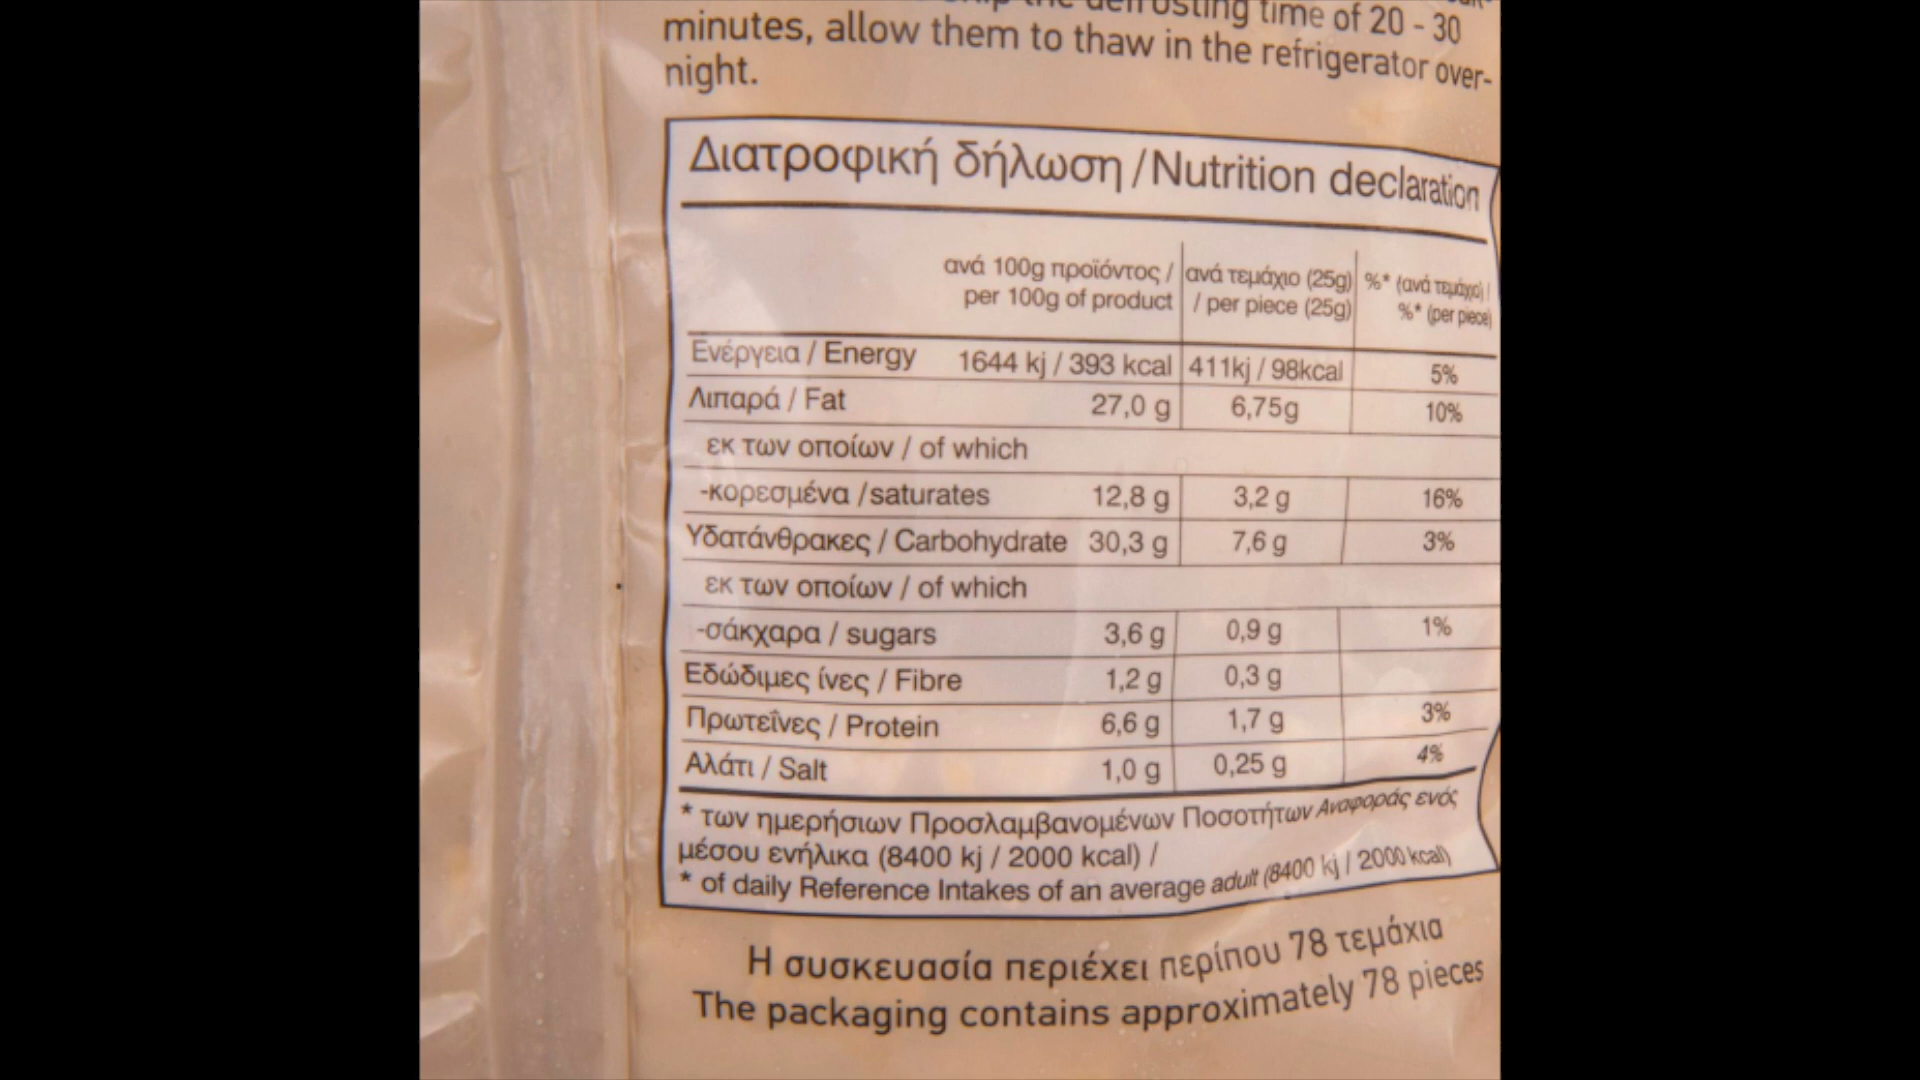 defrosting time of 20 - 30
minutes, allow them to thaw in the refrigerator over-
night.
Διατροφική δήλωση / Nutrition declaration
ανά 100g προϊόντος / ανά τεμάχιο (25g) %* (ανά τεμάχιο) /
per 100g of product / per piece (25g) %* (per piece)
Ενέργεια / Energy 1644 kj / 393 kcal 411kj / 98kcal 5%
Λιπαρά / Fat 27,0 g 6,75g 10%
εκ των οποίων / of which
-κορεσμένα /saturates 12,8 g 3,2 g 16%
Υδατάνθρακες / Carbohydrate 30,3 g 7,6 g 3%
εκ των οποίων / of which
-σάκχαρα / sugars 3,6 g 0,9 g 1%
Εδώδιμες ίνες / Fibre 1,2 g 0,3 g
Πρωτεΐνες / Protein 6,6 g 1,7 g 3%
Αλάτι / Salt 1,0 g 0,25 g 4%
* των ημερήσιων Προσλαμβανομένων Ποσοτήτων Αναφοράς ενός
μέσου ενήλικα (8400 kj / 2000 kcal) /
* of daily Reference Intakes of an average adult (8400 kj / 2000 kcal)
Η συσκευασία περιέχει περίπου 78 τεμάχια
The packaging contains approximately 78 pieces